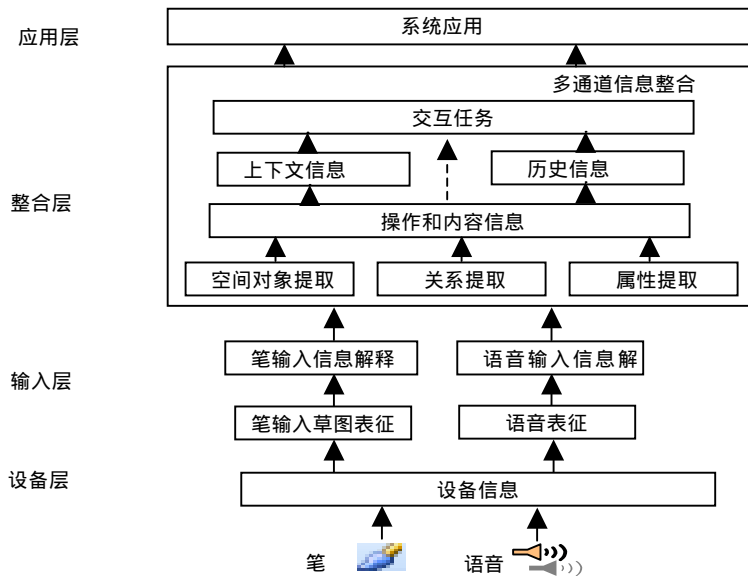 应用层
系统应用
多通道信息整合
交互任务
上下文信息
历史信息
整合层
操作和内容信息
空间对象提取
关系提取
属性提取
笔输入信息解释
语音输入信息解
输入层
笔输入草图表征
语音表征
设备层
设备信息
笔
语音